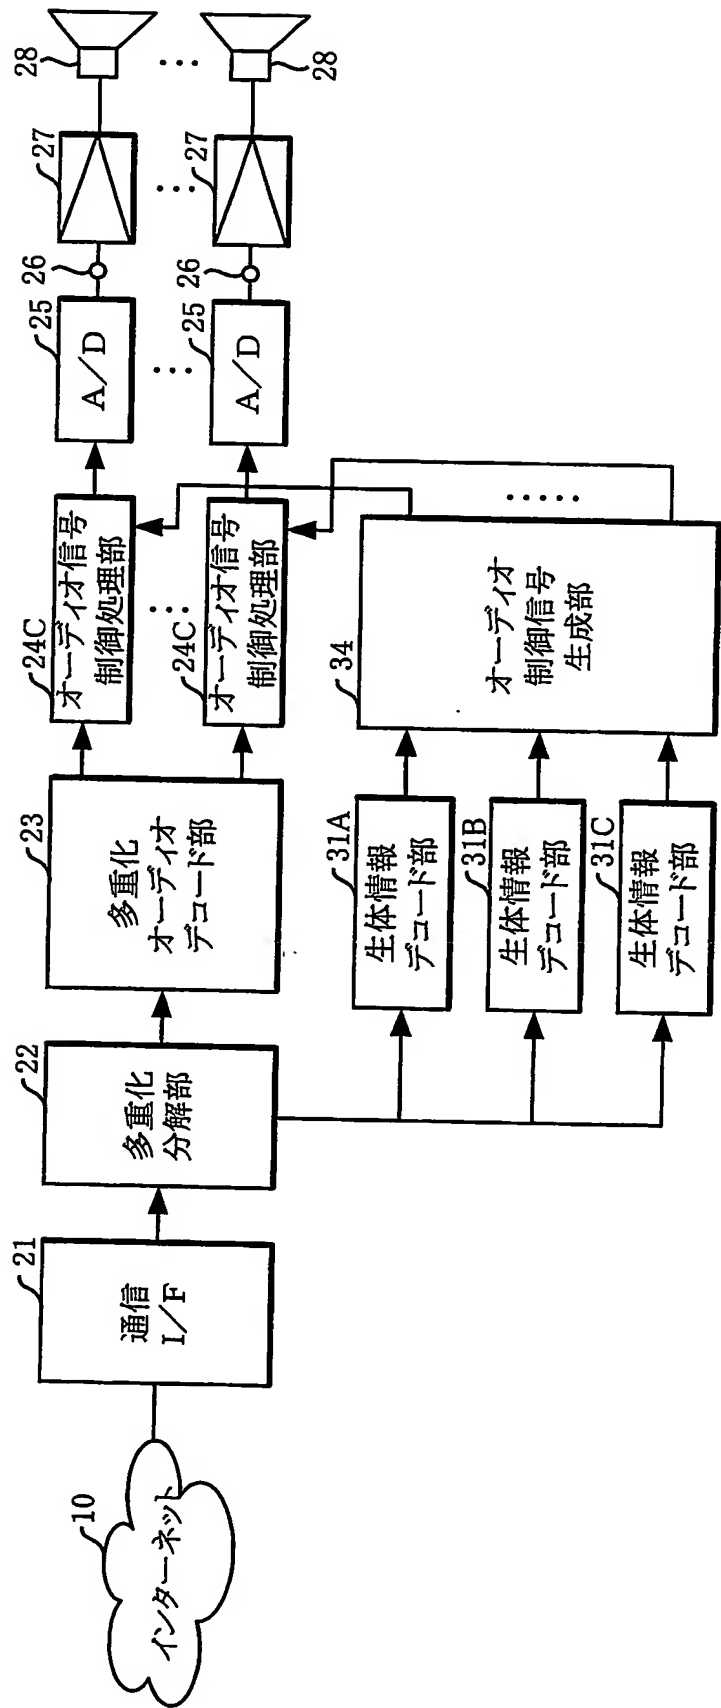 10
インターネット
21
通信
I/F
22
多重化
分解部
23
多重化
オーディオ
デコード部
24C
オーディオ信号
制御処理部
25
A/D
26
27
28
24C
オーディオ信号
制御処理部
25
A/D
26
27
28
31A
生体情報
デコード部
31B
生体情報
デコード部
31C
生体情報
デコード部
34
オーディオ
制御信号
生成部